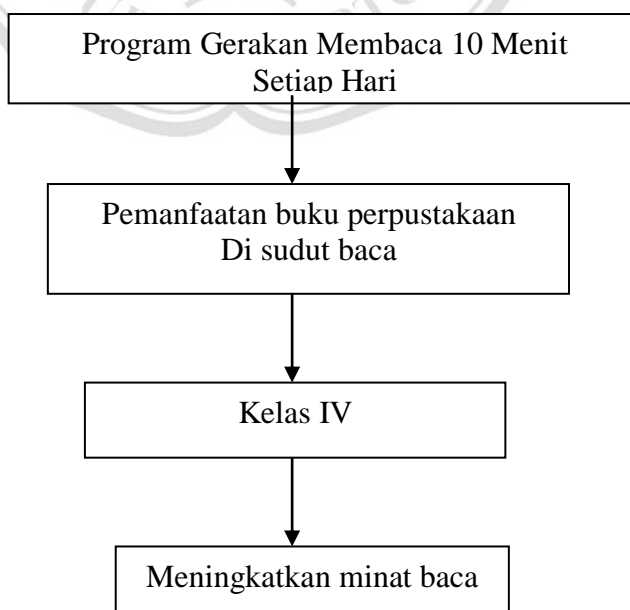 Program Gerakan Membaca 10 Menit
Setiap Hari
Pemanfaatan buku perpustakaan
Di sudut baca
Kelas IV
Meningkatkan minat baca